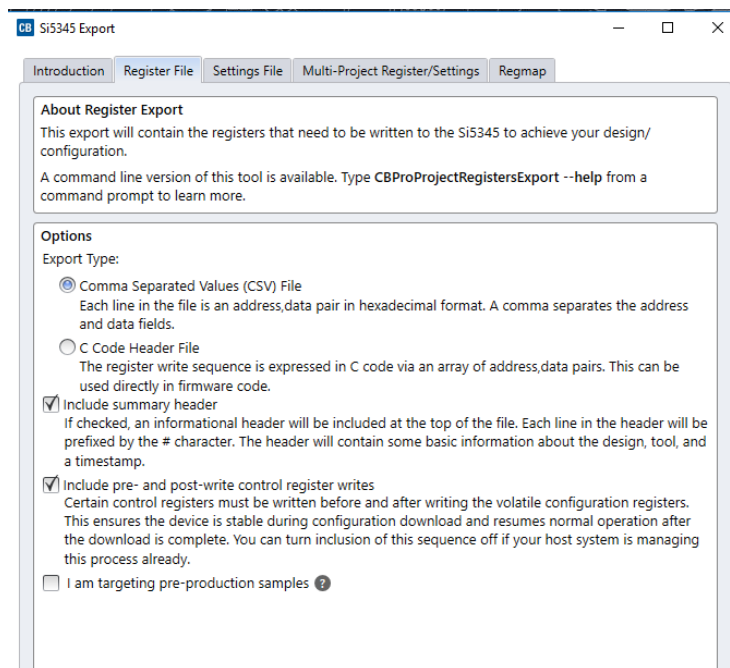 CB Si5345 Export
Introduction Register File Settings File Multi-Project Register/Settings Regmap
About Register Export
This export will contain the registers that need to be written to the Si5345 to achieve your design/
configuration.
A command line version of this tool is available. Type CBProProjectRegistersExport --help from a
command prompt to learn more.
Options
Export Type:
Comma Separated Values (CSV) File
Each line in the file is an address,data pair in hexadecimal format. A comma separates the address
and data fields.
C Code Header File
The register write sequence is expressed in C code via an array of address,data pairs. This can be
used directly in firmware code.
Include summary header
If checked, an informational header will be included at the top of the file. Each line in the header will be
prefixed by the # character. The header will contain some basic information about the design, tool, and
a timestamp.
Include pre- and post-write control register writes
Certain control registers must be written before and after writing the volatile configuration registers.
This ensures the device is stable during configuration download and resumes normal operation after
the download is complete. You can turn inclusion of this sequence off if your host system is managing
this process already.
I am targeting pre-production samples ?